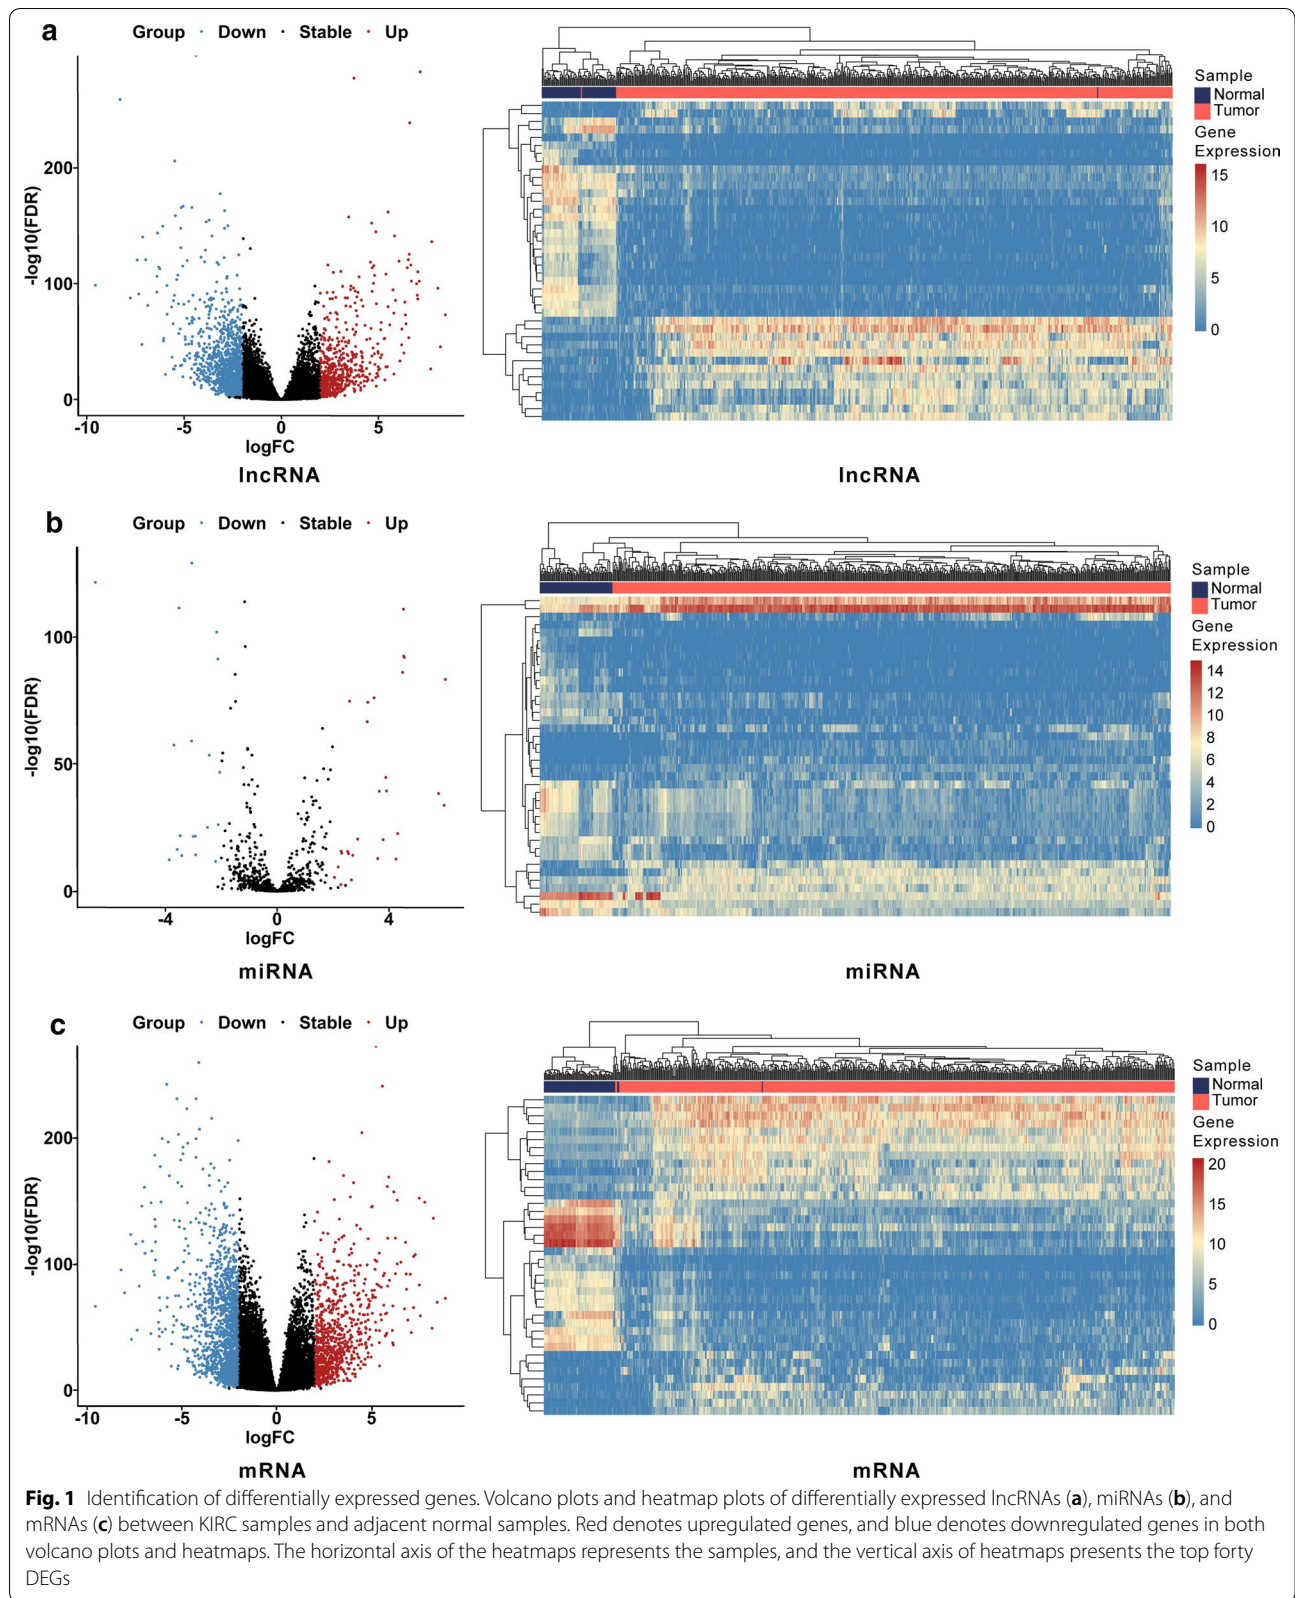 a
Group Down Stable Up
-log10(FDR)
200
100
0
-10 -5 0 5
logFC
lncRNA
Sample
Normal
Tumor
Gene
Expression
15
10
5
0
lncRNA
b
Group Down Stable Up
-log10(FDR)
100
50
0
-4 0 4
logFC
miRNA
Sample
Normal
Tumor
Gene
Expression
14
12
10
8
6
4
2
0
miRNA
c
Group Down Stable Up
-log10(FDR)
200
100
0
-10 -5 0 5
logFC
mRNA
Sample
Normal
Tumor
Gene
Expression
20
15
10
5
0
mRNA
Fig. 1 Identification of differentially expressed genes. Volcano plots and heatmap plots of differentially expressed lncRNAs (a), miRNAs (b), and
mRNAs (c) between KIRC samples and adjacent normal samples. Red denotes upregulated genes, and blue denotes downregulated genes in both
volcano plots and heatmaps. The horizontal axis of the heatmaps represents the samples, and the vertical axis of heatmaps presents the top forty
DEGs